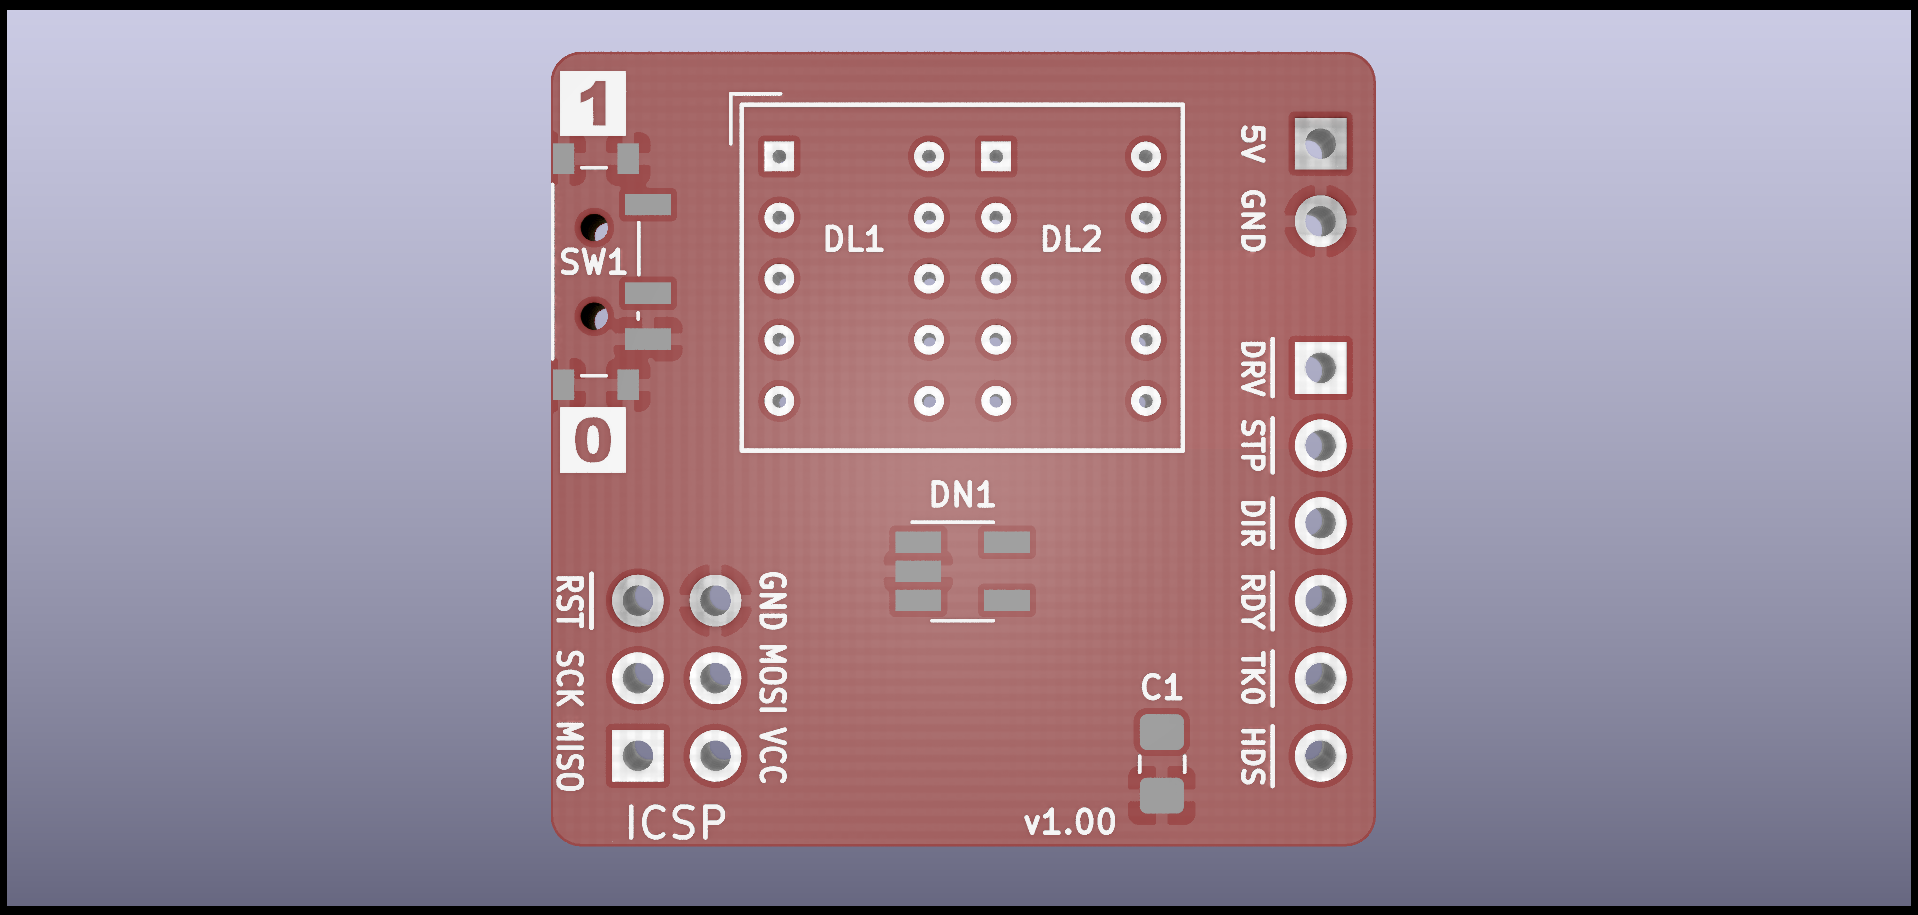 1
SW1
0
DL1
DL2
5V
GND
DRV
STP
DIR
RDY
TKO
HDS
DN1
RST
SCK
MISO
GND
MOSI
VCC
ICSP
C1
v1.00